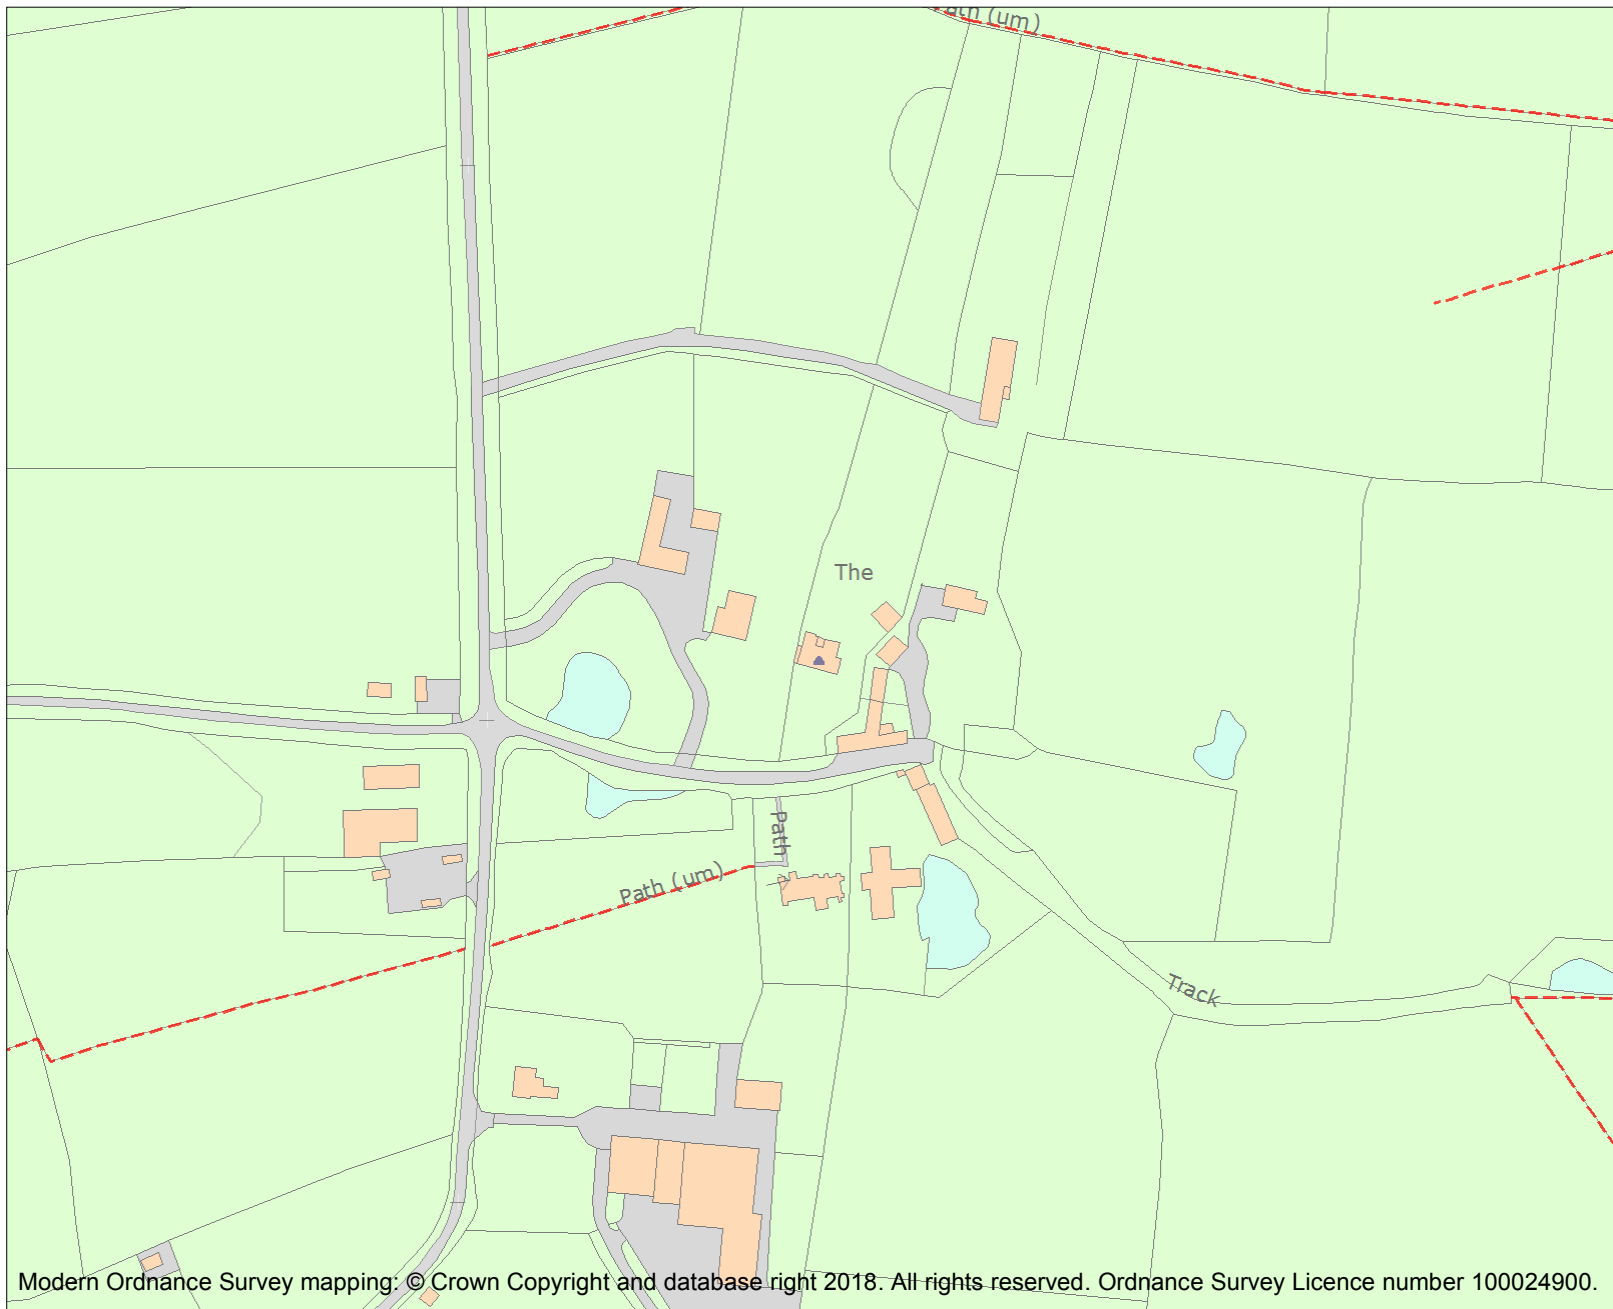 Path (um)
The
Path
Path (um)
Track
Modern Ordnance Survey mapping: © Crown Copyright and database right 2018. All rights reserved. Ordnance Survey Licence number 100024900.